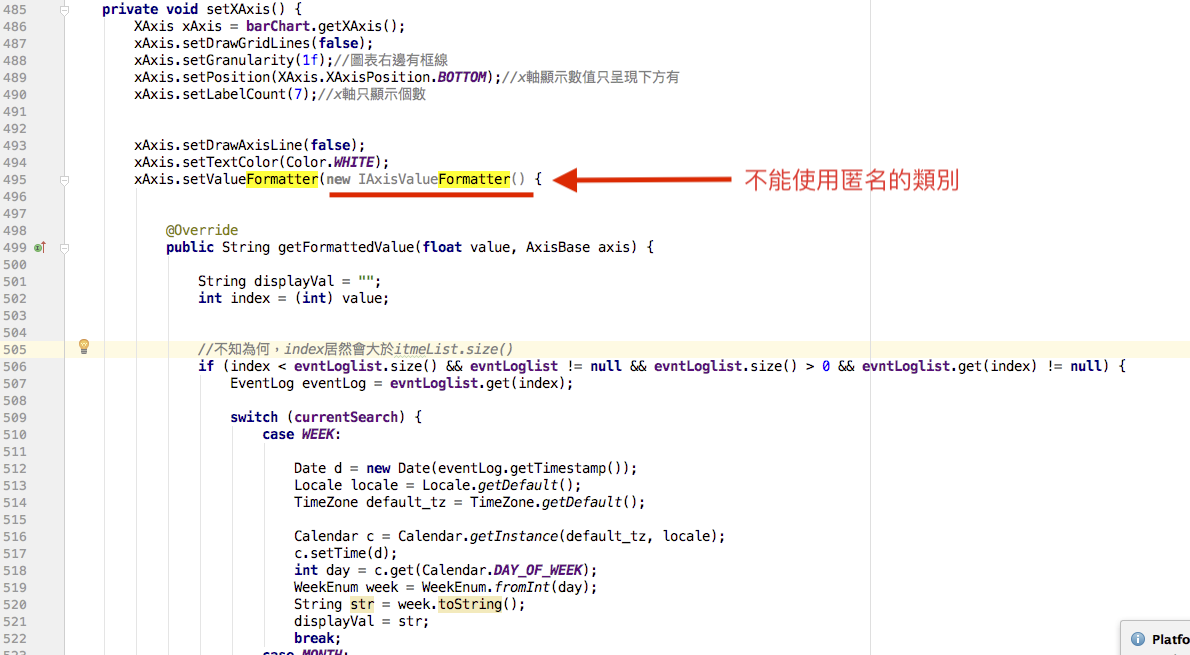 485 private void setXAxis() {
486 XAxis xAxis = barChart.getXAxis();
487 xAxis.setDrawGridLines(false);
488 xAxis.setGranularity(1f);//圖表右邊有框線
489 xAxis.setPosition(XAxis.XAxisPosition.BOTTOM);//x軸顯示數值只呈現下方有
490 xAxis.setLabelCount(7);//x軸只顯示個數
491
492
493 xAxis.setDrawAxisLine(false);
494 xAxis.setTextColor(Color.WHITE);
495 xAxis.setValueFormatter(new IAxisValueFormatter() { 不能使用匿名的類別
496
497
498 @Override
499 public String getFormattedValue(float value, AxisBase axis) {
500
501 String displayVal = "";
502 int index = (int) value;
503
504
505 //不知為何，index居然會大於itmeList.size()
506 if (index < evntLoglist.size() && evntLoglist != null && evntLoglist.size() > 0 && evntLoglist.get(index) != null) {
507 EventLog eventLog = evntLoglist.get(index);
508
509 switch (currentSearch) {
510 case WEEK:
511
512 Date d = new Date(eventLog.getTimestamp());
513 Locale locale = Locale.getDefault();
514 TimeZone default_tz = TimeZone.getDefault();
515
516 Calendar c = Calendar.getInstance(default_tz, locale);
517 c.setTime(d);
518 int day = c.get(Calendar.DAY_OF_WEEK);
519 WeekEnum week = WeekEnum.fromInt(day);
520 String str = week.toString();
521 displayVal = str;
522 break;
523 case MONTH:
Platfo